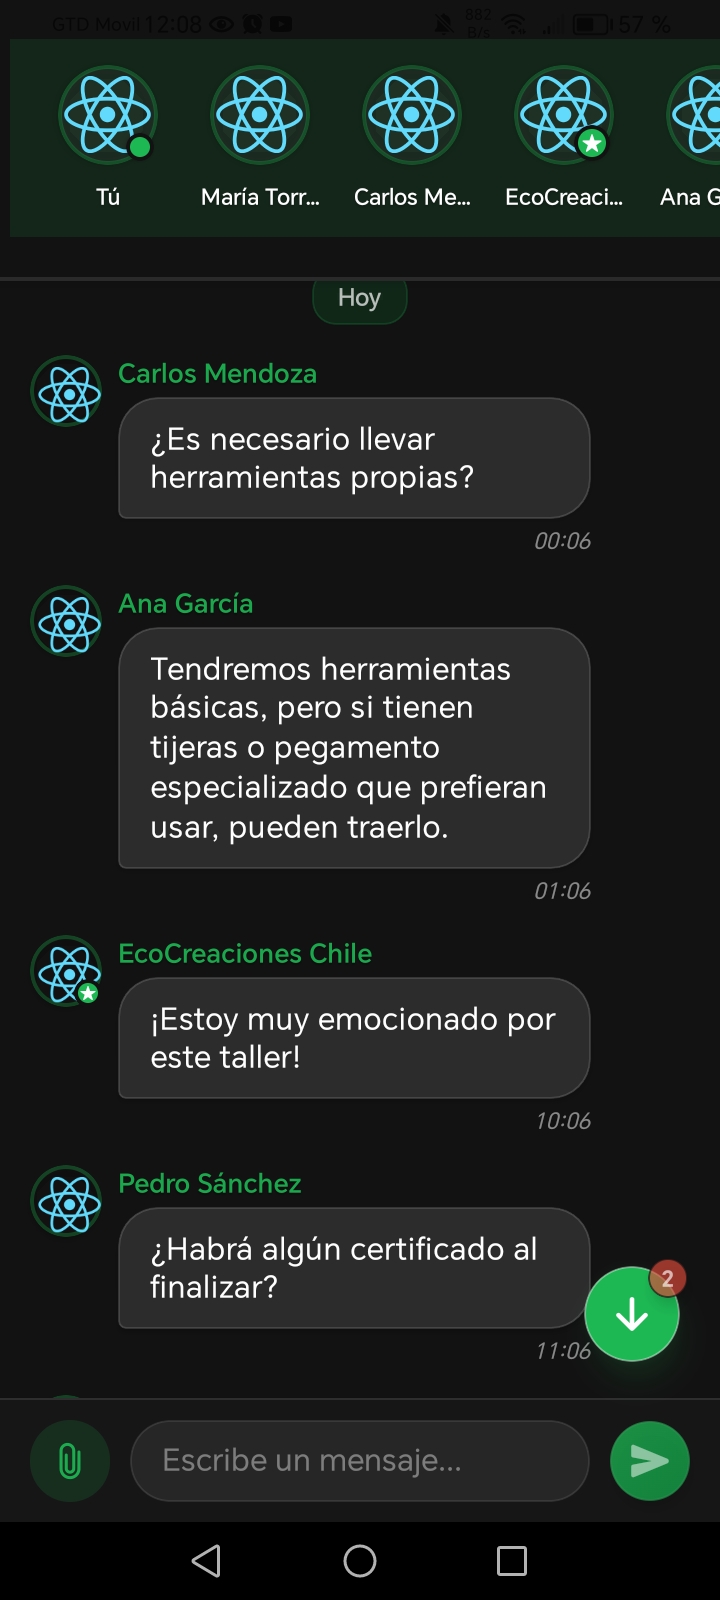 GTD Movil 12:08
882
B/s
57 %
Tú
María Torr...
Carlos Me...
EcoCreaci...
Ana G
Hoy
Carlos Mendoza
¿Es necesario llevar
herramientas propias?
00:06
Ana García
Tendremos herramientas
básicas, pero si tienen
tijeras o pegamento
especializado que prefieran
usar, pueden traerlo.
01:06
EcoCreaciones Chile
¡Estoy muy emocionado por
este taller!
10:06
Pedro Sánchez
¿Habrá algún certificado al
finalizar?
2
11:06
Escribe un mensaje...